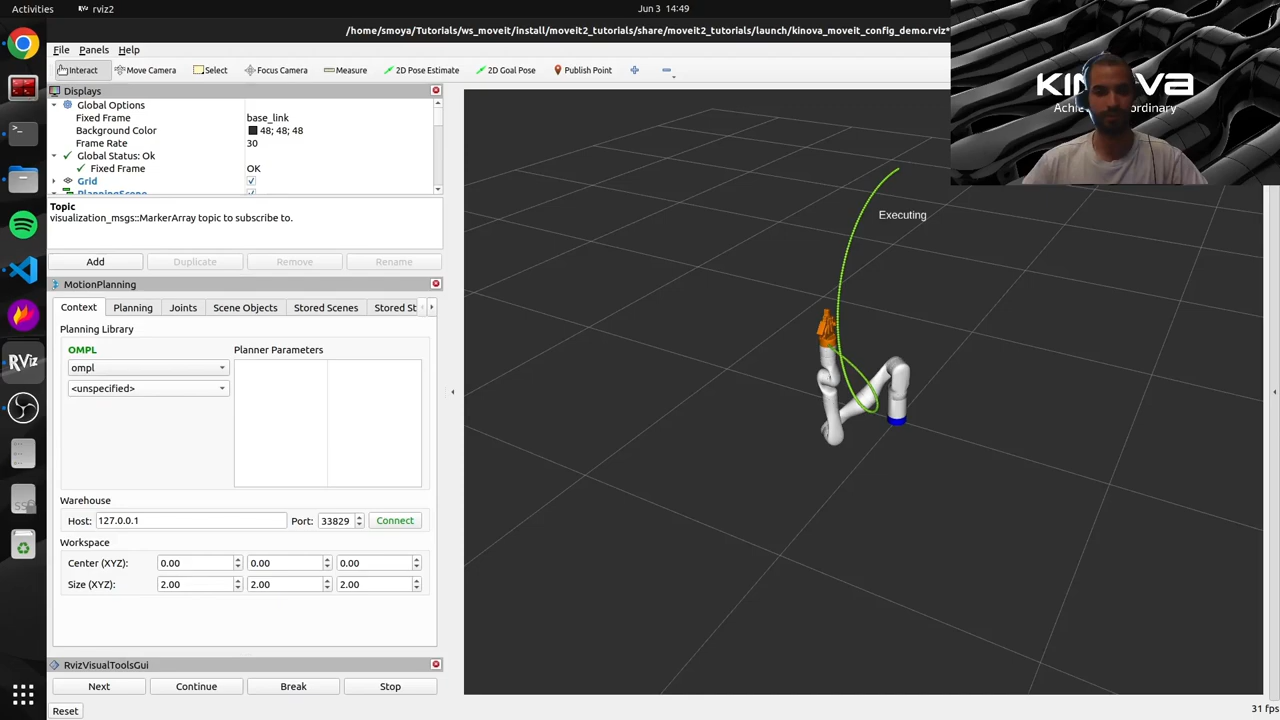 Activities
rviz2
Jun 3 14:49
/home/smoya/Tutorials/ws_moveit/install/moveit2_tutorials/share/moveit2_tutorials/launch/kinova_moveit_config_demo.rviz*
File Panels Help
Interact Move Camera Select Focus Camera Measure 2D Pose Estimate 2D Goal Pose Publish Point
Displays
Global Options
Fixed Frame base_link
Background Color 48; 48; 48
Frame Rate 30
Global Status: Ok
Fixed Frame OK
Grid
PlanningScene
Topic
visualization_msgs::MarkerArray topic to subscribe to.
Add Duplicate Remove Rename
MotionPlanning
Context Planning Joints Scene Objects Stored Scenes Stored St
Planning Library
OMPL Planner Parameters
ompl
<unspecified>
Warehouse
Host: 127.0.0.1 Port: 33829 Connect
Workspace
Center (XYZ): 0.00 0.00 0.00
Size (XYZ): 2.00 2.00 2.00
RvizVisualToolsGui
Next Continue Break Stop
Reset
Executing
31 fps
RViz